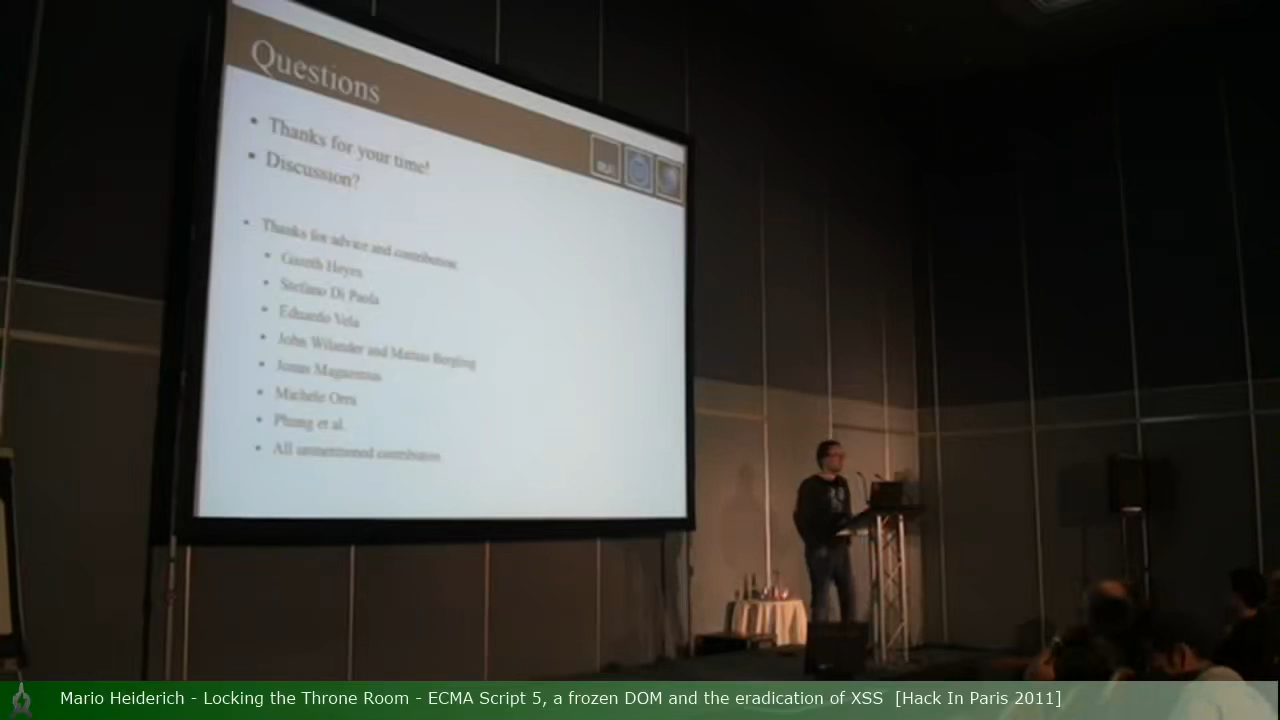 Questions
• Thanks for your time!
• Discussion?
• Thanks for advice and contribution
• Gareth Heyes
• Stefano Di Paola
• Eduardo Vela
• John Wilander and Mattias Bergling
• Jonas Magazinius
• Michele Orru
• Phung et al.
• All unmentioned contributors
Mario Heiderich - Locking the Throne Room - ECMA Script 5, a frozen DOM and the eradication of XSS [Hack In Paris 2011]